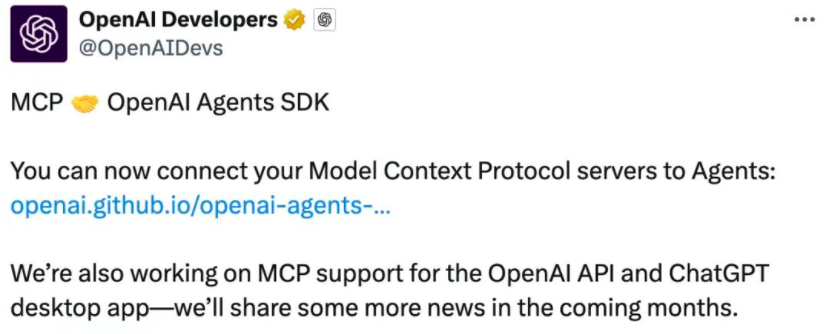 OpenAI Developers
@OpenAIDevs
MCP 🤝 OpenAI Agents SDK
You can now connect your Model Context Protocol servers to Agents:
openai.github.io/openai-agents-...
We’re also working on MCP support for the OpenAI API and ChatGPT
desktop app—we’ll share some more news in the coming months.